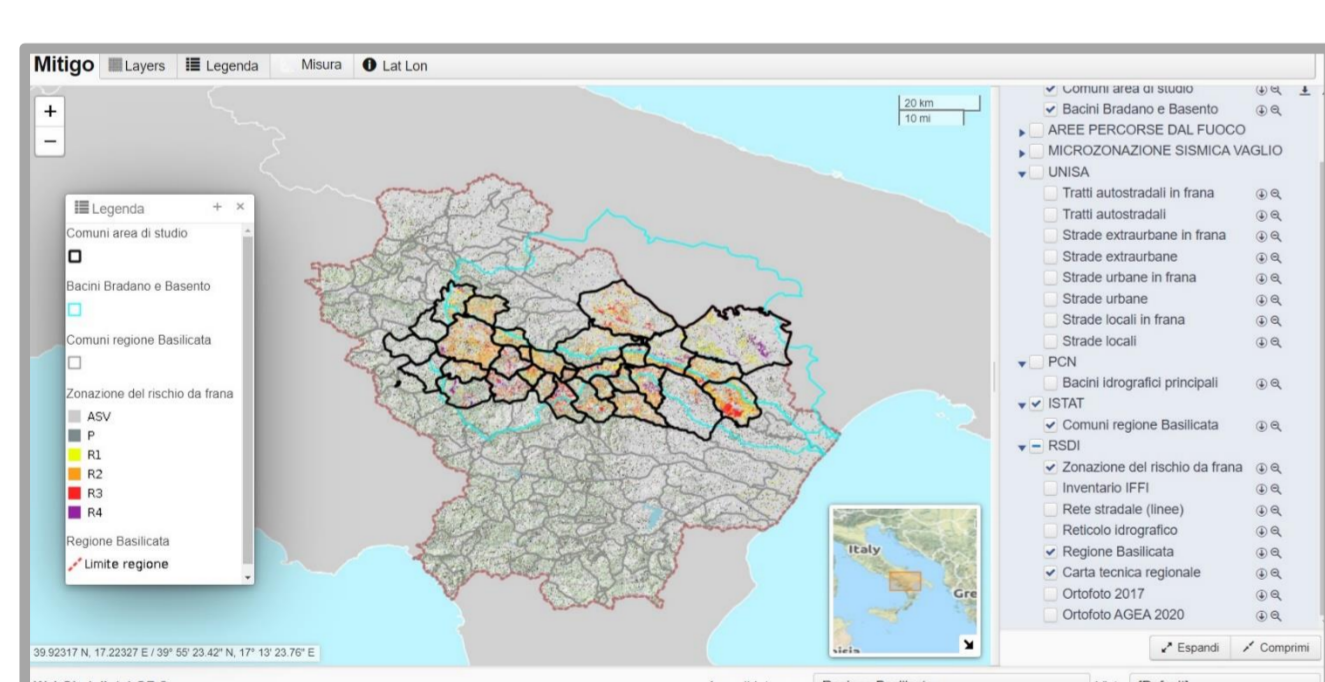 Mitigo Layers Legenda Misura Lat Lon
+
−
20 km
10 mi
Legenda + ×
Comuni area di studio
Bacini Bradano e Basento
Comuni regione Basilicata
Zonazione del rischio da frana
ASV
P
R1
R2
R3
R4
Regione Basilicata
Limite regione
39.92317 N, 17.22327 E / 39° 55' 23.42" N, 17° 13' 23.76" E
Italy
Gre
Comuni area di studio
Bacini Bradano e Basento
AREE PERCORSE DAL FUOCO
MICROZONAZIONE SISMICA VAGLIO
UNISA
Tratti autostradali in frana
Tratti autostradali
Strade extraurbane in frana
Strade extraurbane
Strade urbane in frana
Strade urbane
Strade locali in frana
Strade locali
PCN
Bacini idrografici principali
ISTAT
Comuni regione Basilicata
RSDI
Zonazione del rischio da frana
Inventario IFFI
Rete stradale (linee)
Reticolo idrografico
Regione Basilicata
Carta tecnica regionale
Ortofoto 2017
Ortofoto AGEA 2020
Espandi Comprimi